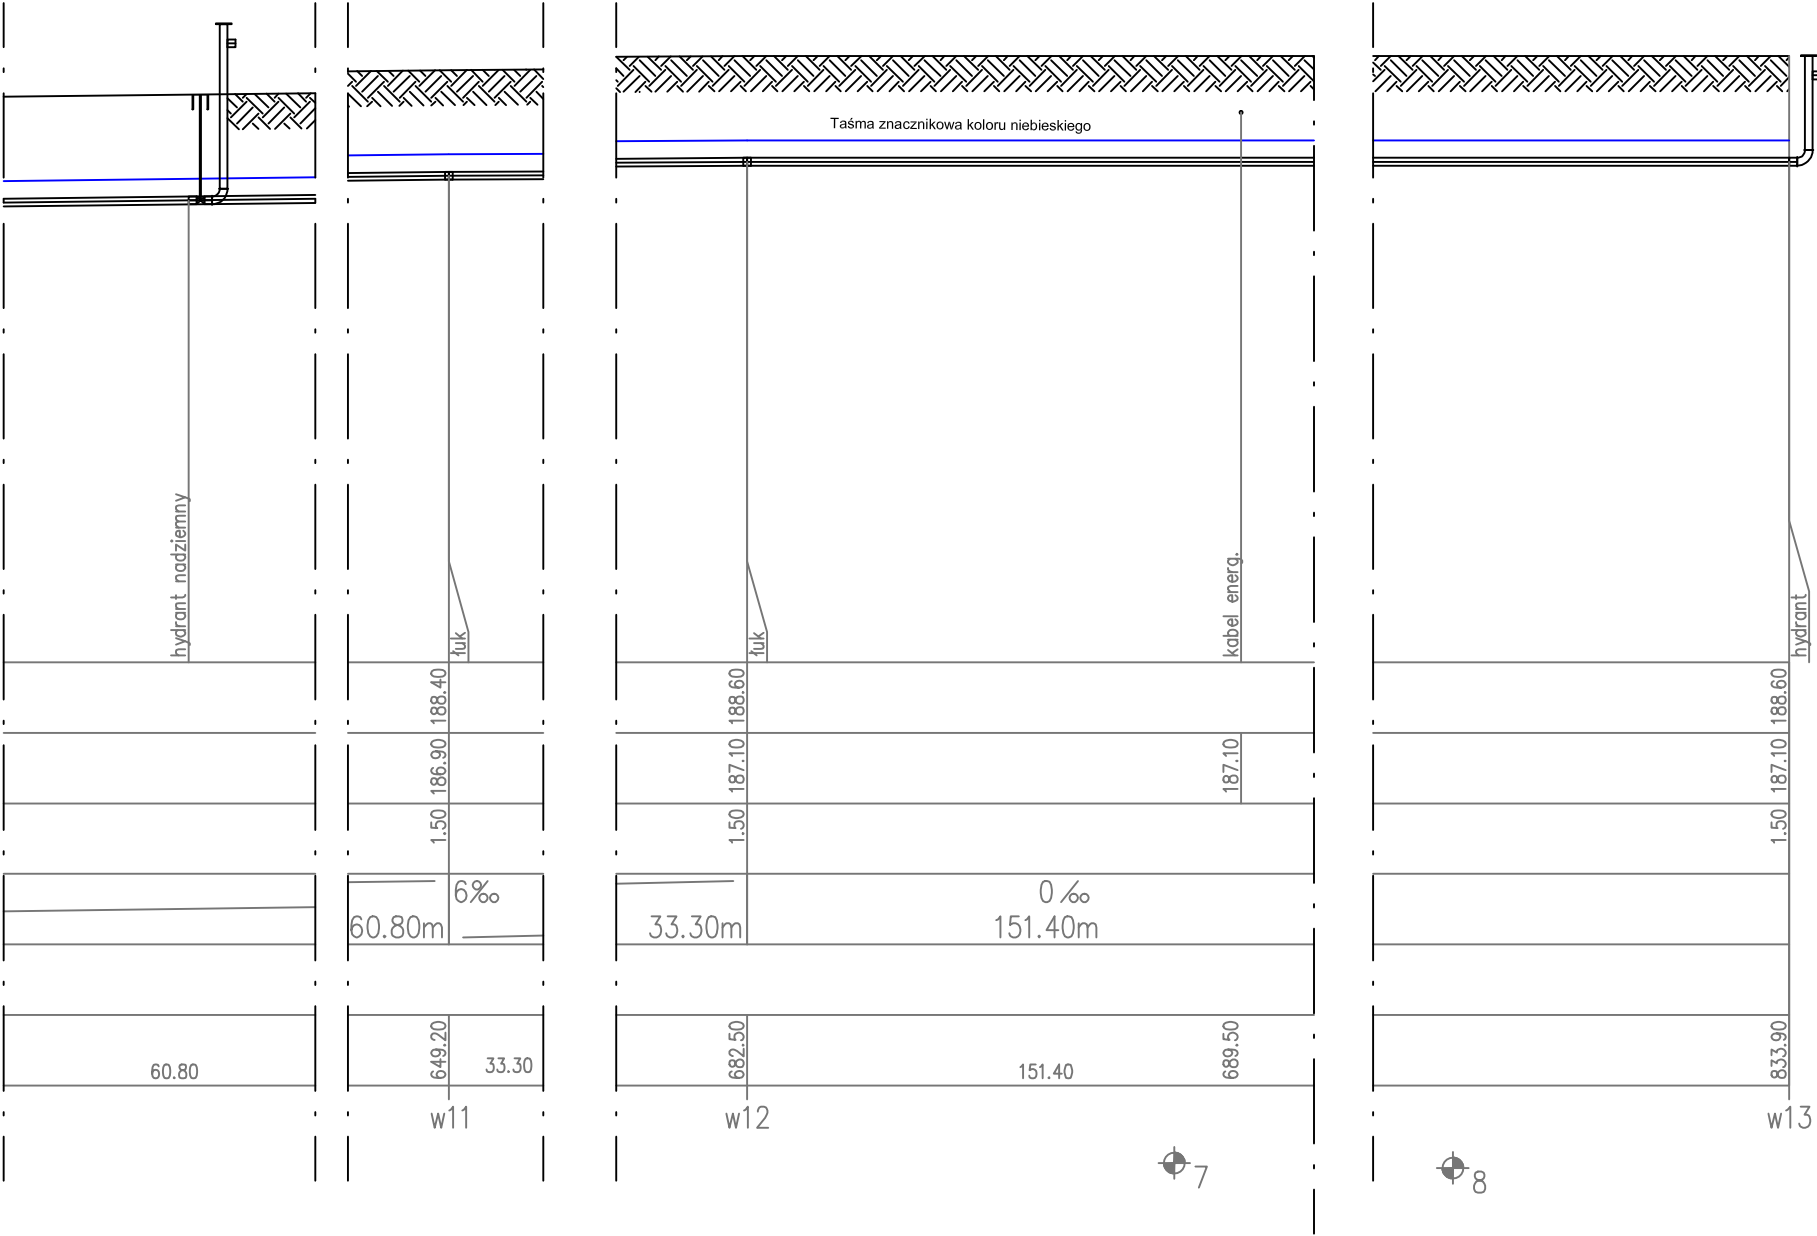 Taśma znacznikowa koloru niebieskiego
hydrant nadziemny
łuk
łuk
kabel energ.
hydrant
188.40
188.60
188.60
186.90
187.10
187.10
187.10
1.50
1.50
1.50
6‰
0 ‰
60.80m
33.30m
151.40m
649.20
682.50
689.50
833.90
60.80
33.30
151.40
w11
w12
w13
7
8